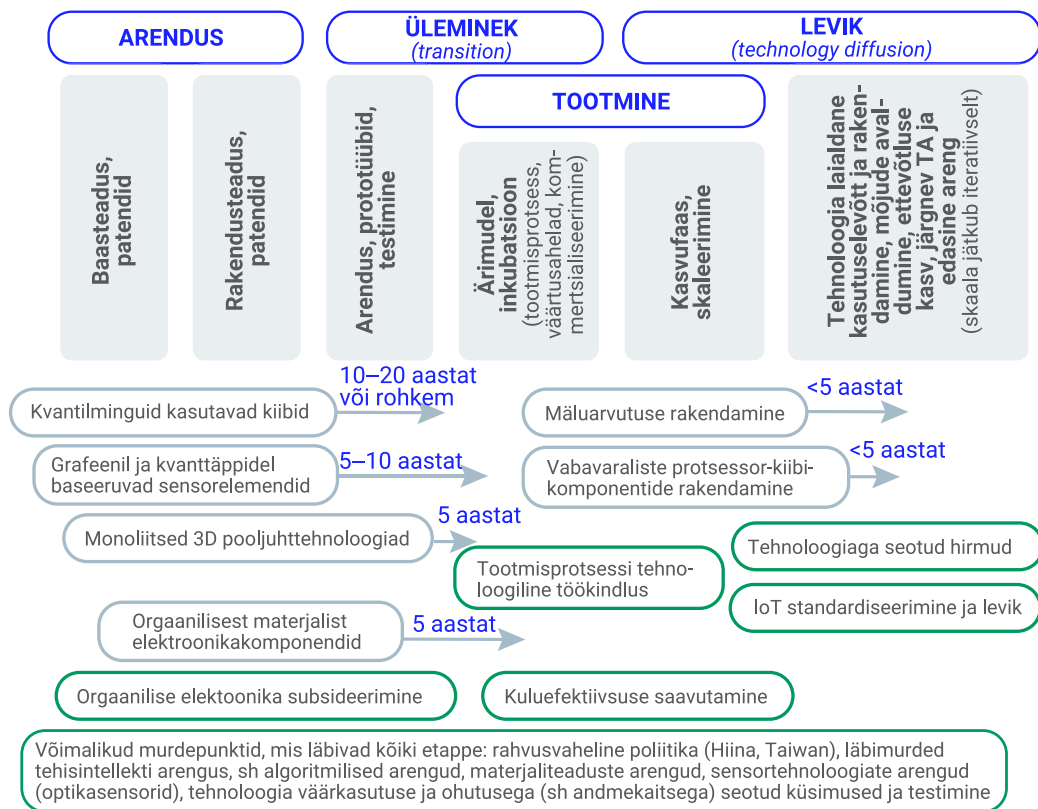 ARENDUS
ÜLEMINEK
(transition)
LEVIK
(technology diffusion)
TOOTMINE
Baasteadus,
patendid
Rakendusteadus,
patendid
Arendus, prototüübid,
testimine
Ärimudel,
inkubatsioon
(tootmisprotsess,
väärtusahelad, kom-
mertsialiseerimine)
Kasvufaas,
skaleerimine
Tehnoloogia laialdane
kasutuselevõtt ja raken-
damine, mõjude aval-
dumine, ettevõtluse
kasv, järgnev TA ja
edasine areng
(skaala jätkub iteratiivselt)
Kvantilminguid kasutavad kiibid
10–20 aastat
või rohkem
Mäluarvutuse rakendamine
<5 aastat
Grafeenil ja kvanttäppidel
baseeruvad sensorelemendid
5–10 aastat
Vabavaraliste protsessor-kiibi-
komponentide rakendamine
<5 aastat
Monoliitsed 3D pooljuhttehnoloogiad
5 aastat
Tehnoloogiaga seotud hirmud
Tootmisprotsessi tehno-
loogiline töökindlus
IoT standardiseerimine ja levik
Orgaanilisest materjalist
elektroonikakomponendid
5 aastat
Orgaanilise elektoonika subsideerimine
Kuluefektiivsuse saavutamine
Võimalikud murdepunktid, mis läbivad kõiki etappe: rahvusvaheline poliitika (Hiina, Taiwan), läbimurded
tehisintellekti arengus, sh algoritmilised arengud, materjaliteaduste arengud, sensortehnoloogiate arengud
(optikasensorid), tehnoloogia väärkasutuse ja ohutusega (sh andmekaitsega) seotud küsimused ja testimine